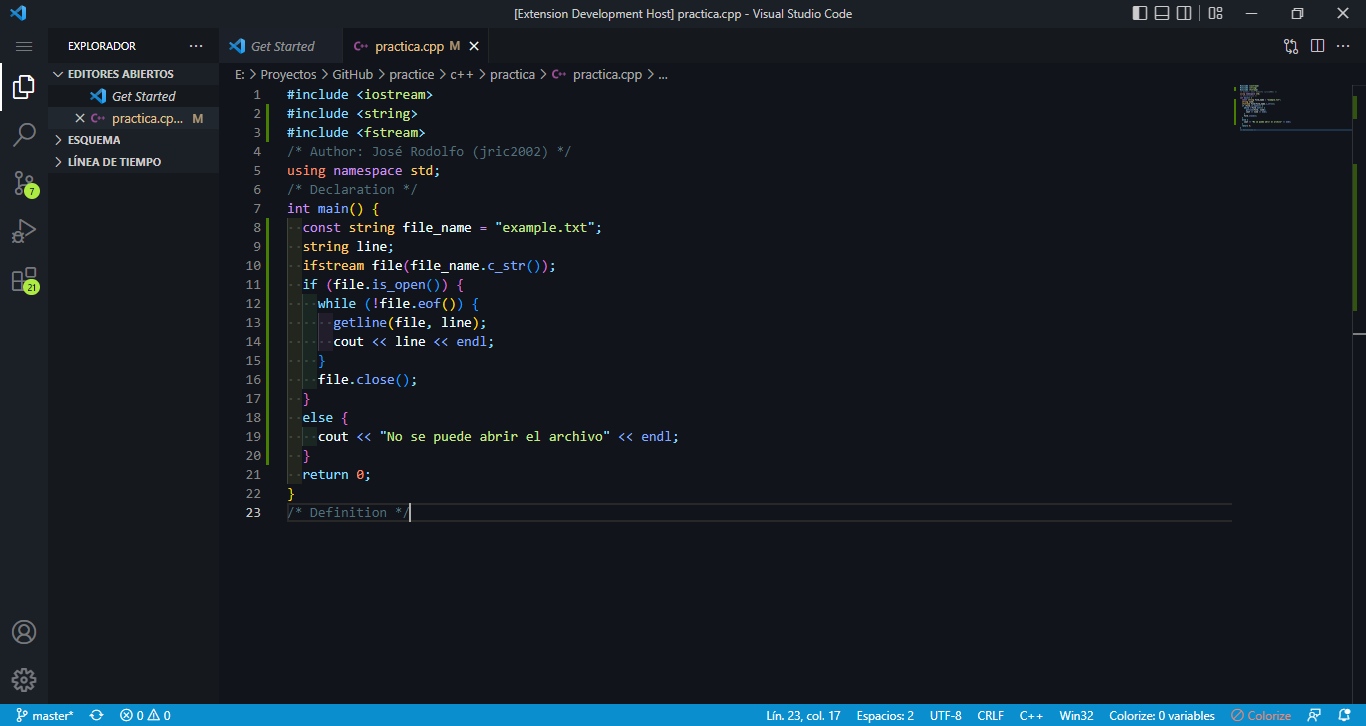 [Extension Development Host] practica.cpp - Visual Studio Code
EXPLORADOR
EDITORES ABIERTOS
Get Started
practica.cpp... M
ESQUEMA
LÍNEA DE TIEMPO
7
21
Get Started
practica.cpp M
E: > Proyectos > GitHub > practice > c++ > practica > practica.cpp > ...
1 #include <iostream>
2 #include <string>
3 #include <fstream>
4 /* Author: José Rodolfo (jric2002) */
5 using namespace std;
6 /* Declaration */
7 int main() {
8 const string file_name = "example.txt";
9 string line;
10 ifstream file(file_name.c_str());
11 if (file.is_open()) {
12 while (!file.eof()) {
13 getline(file, line);
14 cout << line << endl;
15 }
16 file.close();
17 }
18 else {
19 cout << "No se puede abrir el archivo" << endl;
20 }
21 return 0;
22 }
23 /* Definition */
master* 0 0 Lín. 23, col. 17 Espacios: 2 UTF-8 CRLF C++ Win32 Colorize: 0 variables Colorize